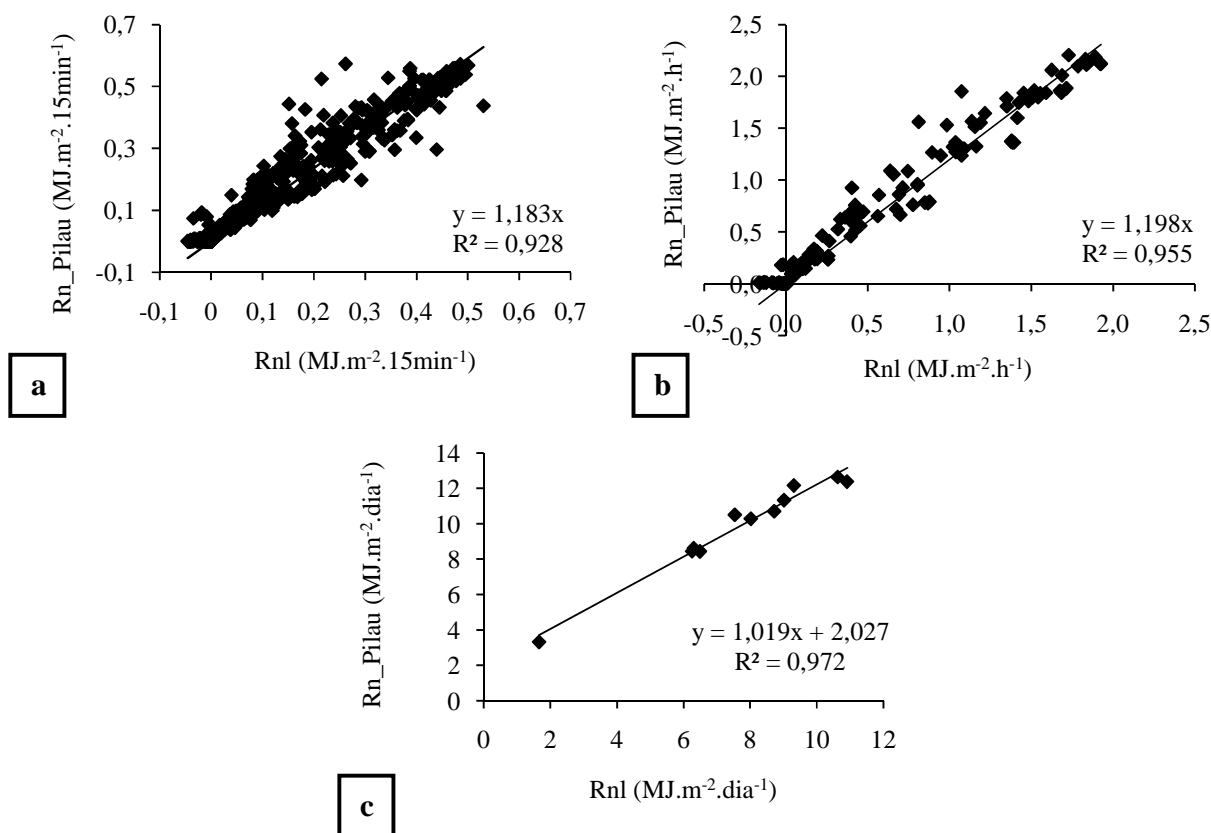 Rn_Pilau (MJ.m⁻².15min⁻¹)
0,7
0,5
0,3
0,1
-0,1
y = 1,183x
R² = 0,928
-0,1 0 0,1 0,2 0,3 0,4 0,5 0,6 0,7
Rnl (MJ.m⁻².15min⁻¹)
a
Rn_Pilau (MJ.m⁻².h⁻¹)
2,5
2,0
1,5
1,0
0,5
0,0
-0,5
y = 1,198x
R² = 0,955
-0,5 0,0 0,5 1,0 1,5 2,0 2,5
Rnl (MJ.m⁻².h⁻¹)
b
Rn_Pilau (MJ.m⁻².dia⁻¹)
14
12
10
8
6
4
2
0
y = 1,019x + 2,027
R² = 0,972
0 2 4 6 8 10 12
Rnl (MJ.m⁻².dia⁻¹)
c